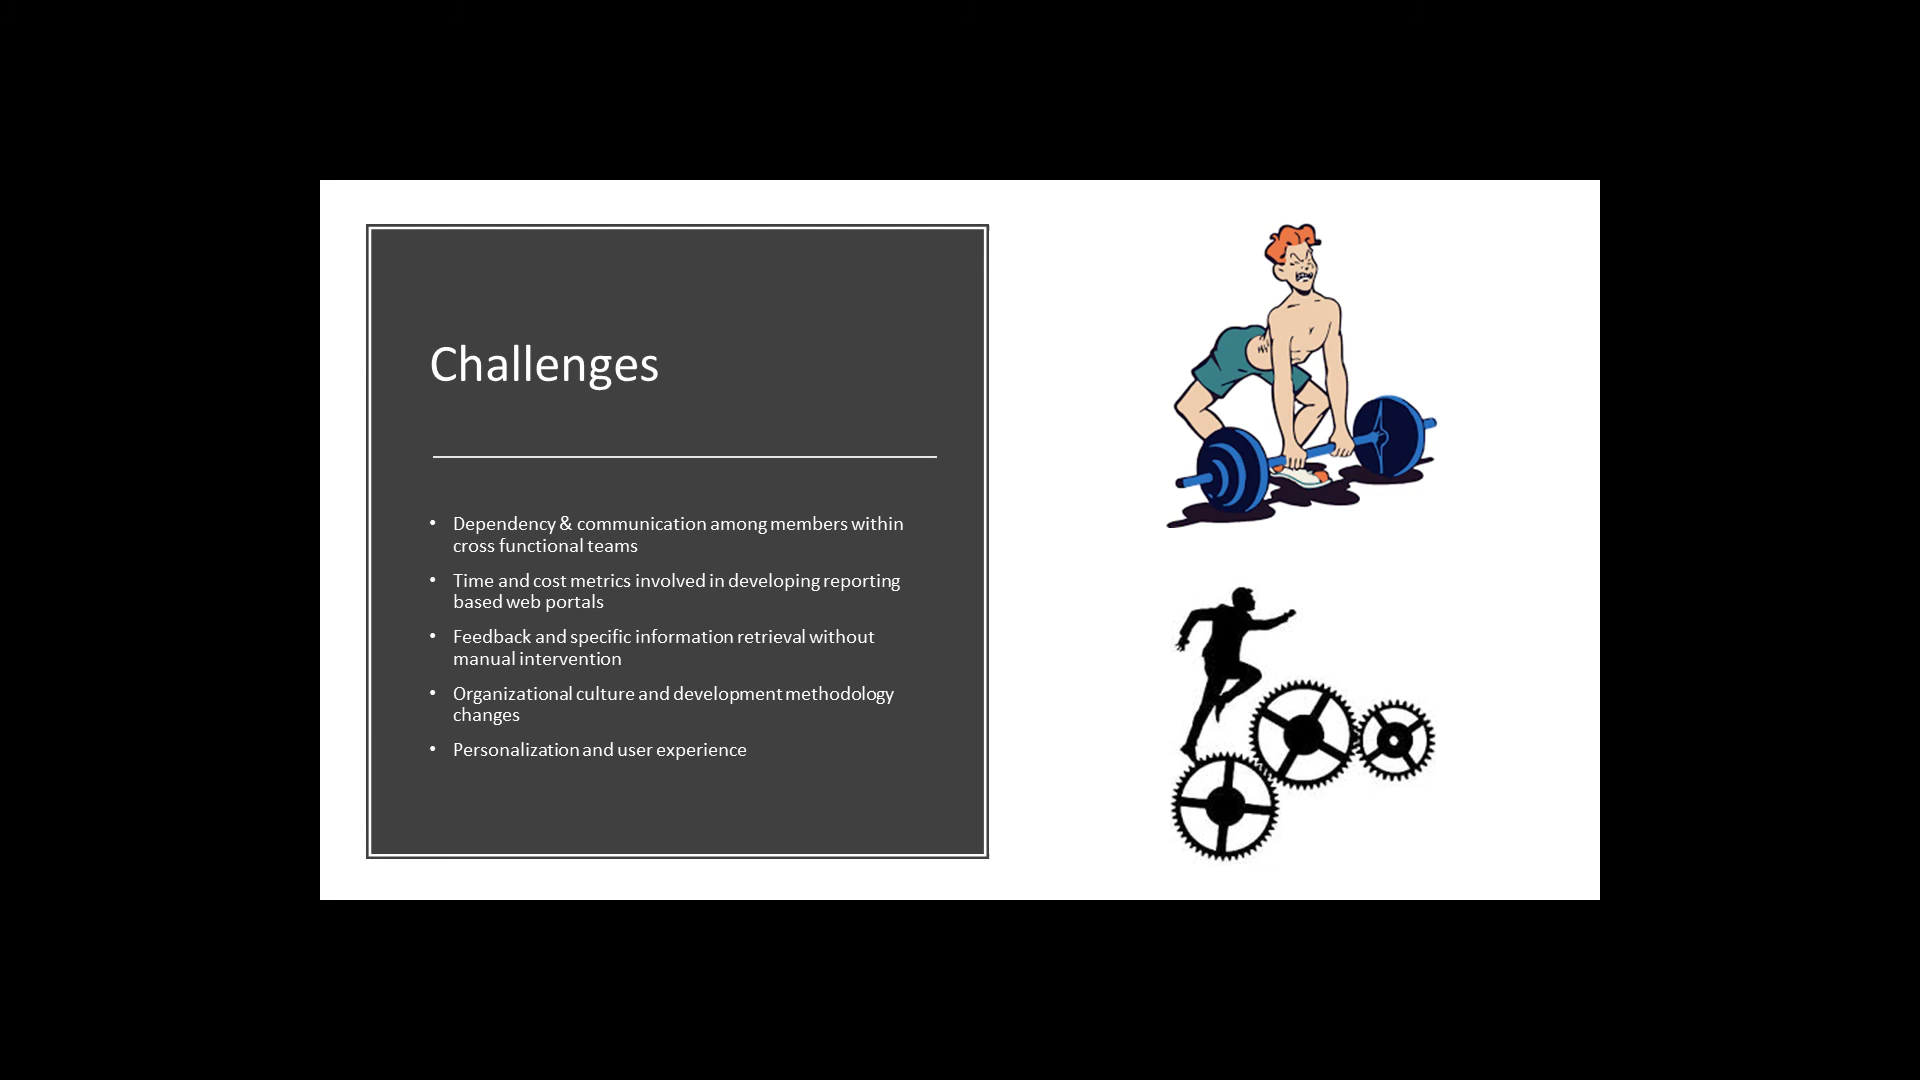 Challenges
• Dependency & communication among members within
cross functional teams
• Time and cost metrics involved in developing reporting
based web portals
• Feedback and specific information retrieval without
manual intervention
• Organizational culture and development methodology
changes
• Personalization and user experience